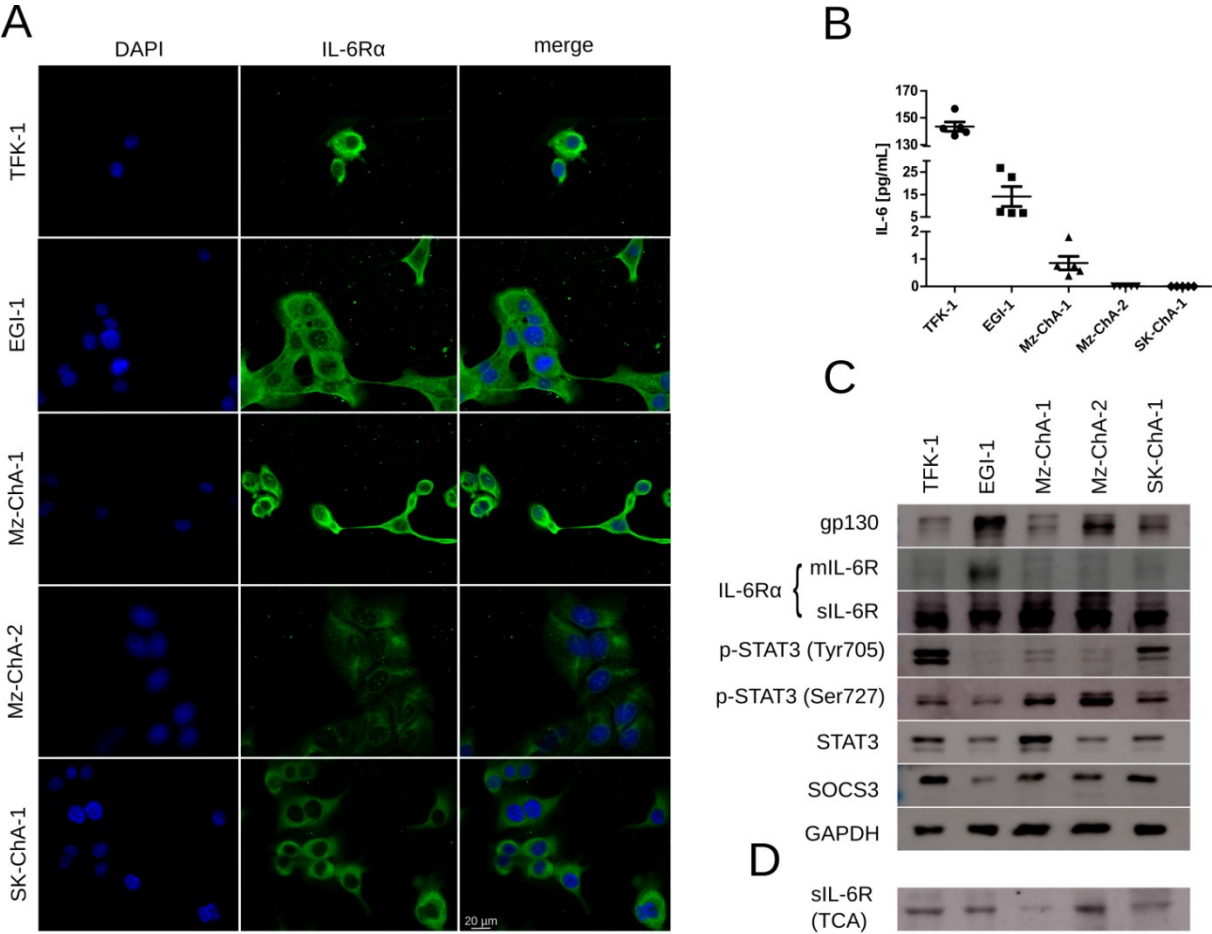 A
DAPI
IL-6Rα
merge
TFK-1
EGI-1
Mz-ChA-1
Mz-ChA-2
SK-ChA-1
20 µm
B
IL-6 [pg/mL]
170
150
130
25
15
5
2
1
0
TFK-1
EGI-1
Mz-ChA-1
Mz-ChA-2
SK-ChA-1
C
TFK-1
EGI-1
Mz-ChA-1
Mz-ChA-2
SK-ChA-1
gp130
IL-6Rα { mIL-6R
sIL-6R
p-STAT3 (Tyr705)
p-STAT3 (Ser727)
STAT3
SOCS3
GAPDH
D
sIL-6R
(TCA)